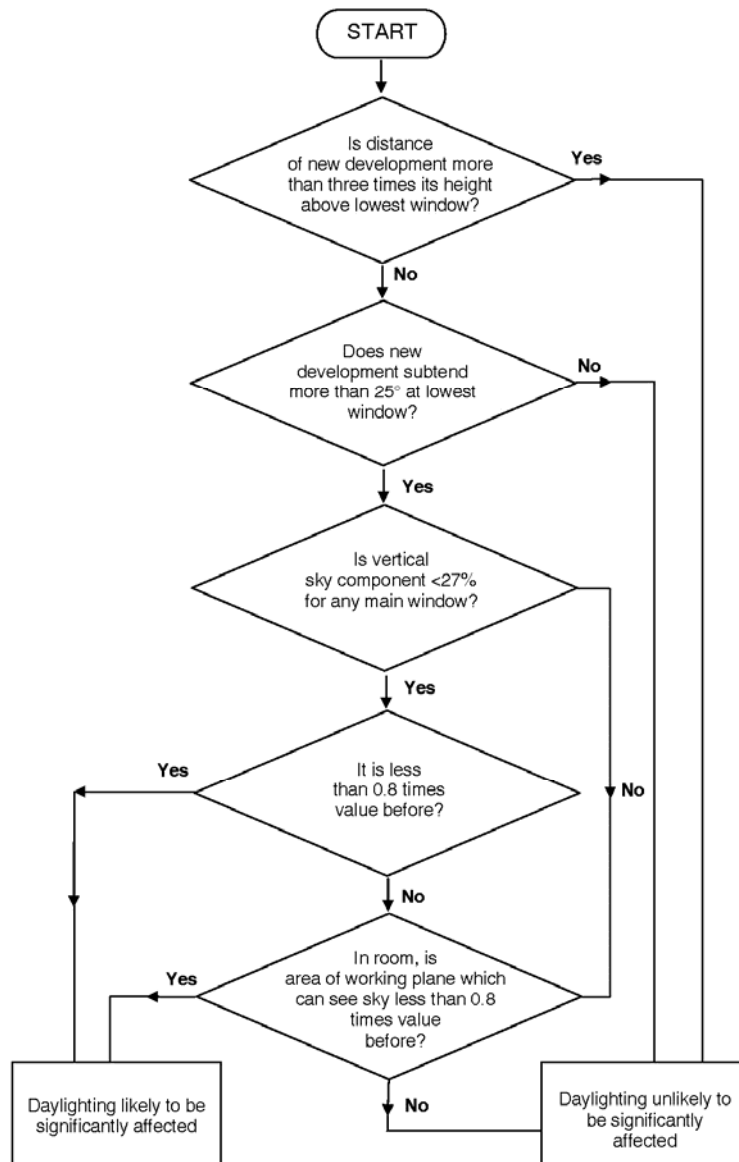 START
Is distance
of new development more
than three times its height
above lowest window?
Yes
No
Does new
development subtend
more than 25° at lowest
window?
No
Yes
Is vertical
sky component <27%
for any main window?
Yes
No
It is less
than 0.8 times
value before?
Yes
No
In room, is
area of working plane which
can see sky less than 0.8
times value
before?
Yes
No
Daylighting likely to be
significantly affected
Daylighting unlikely to
be significantly
affected